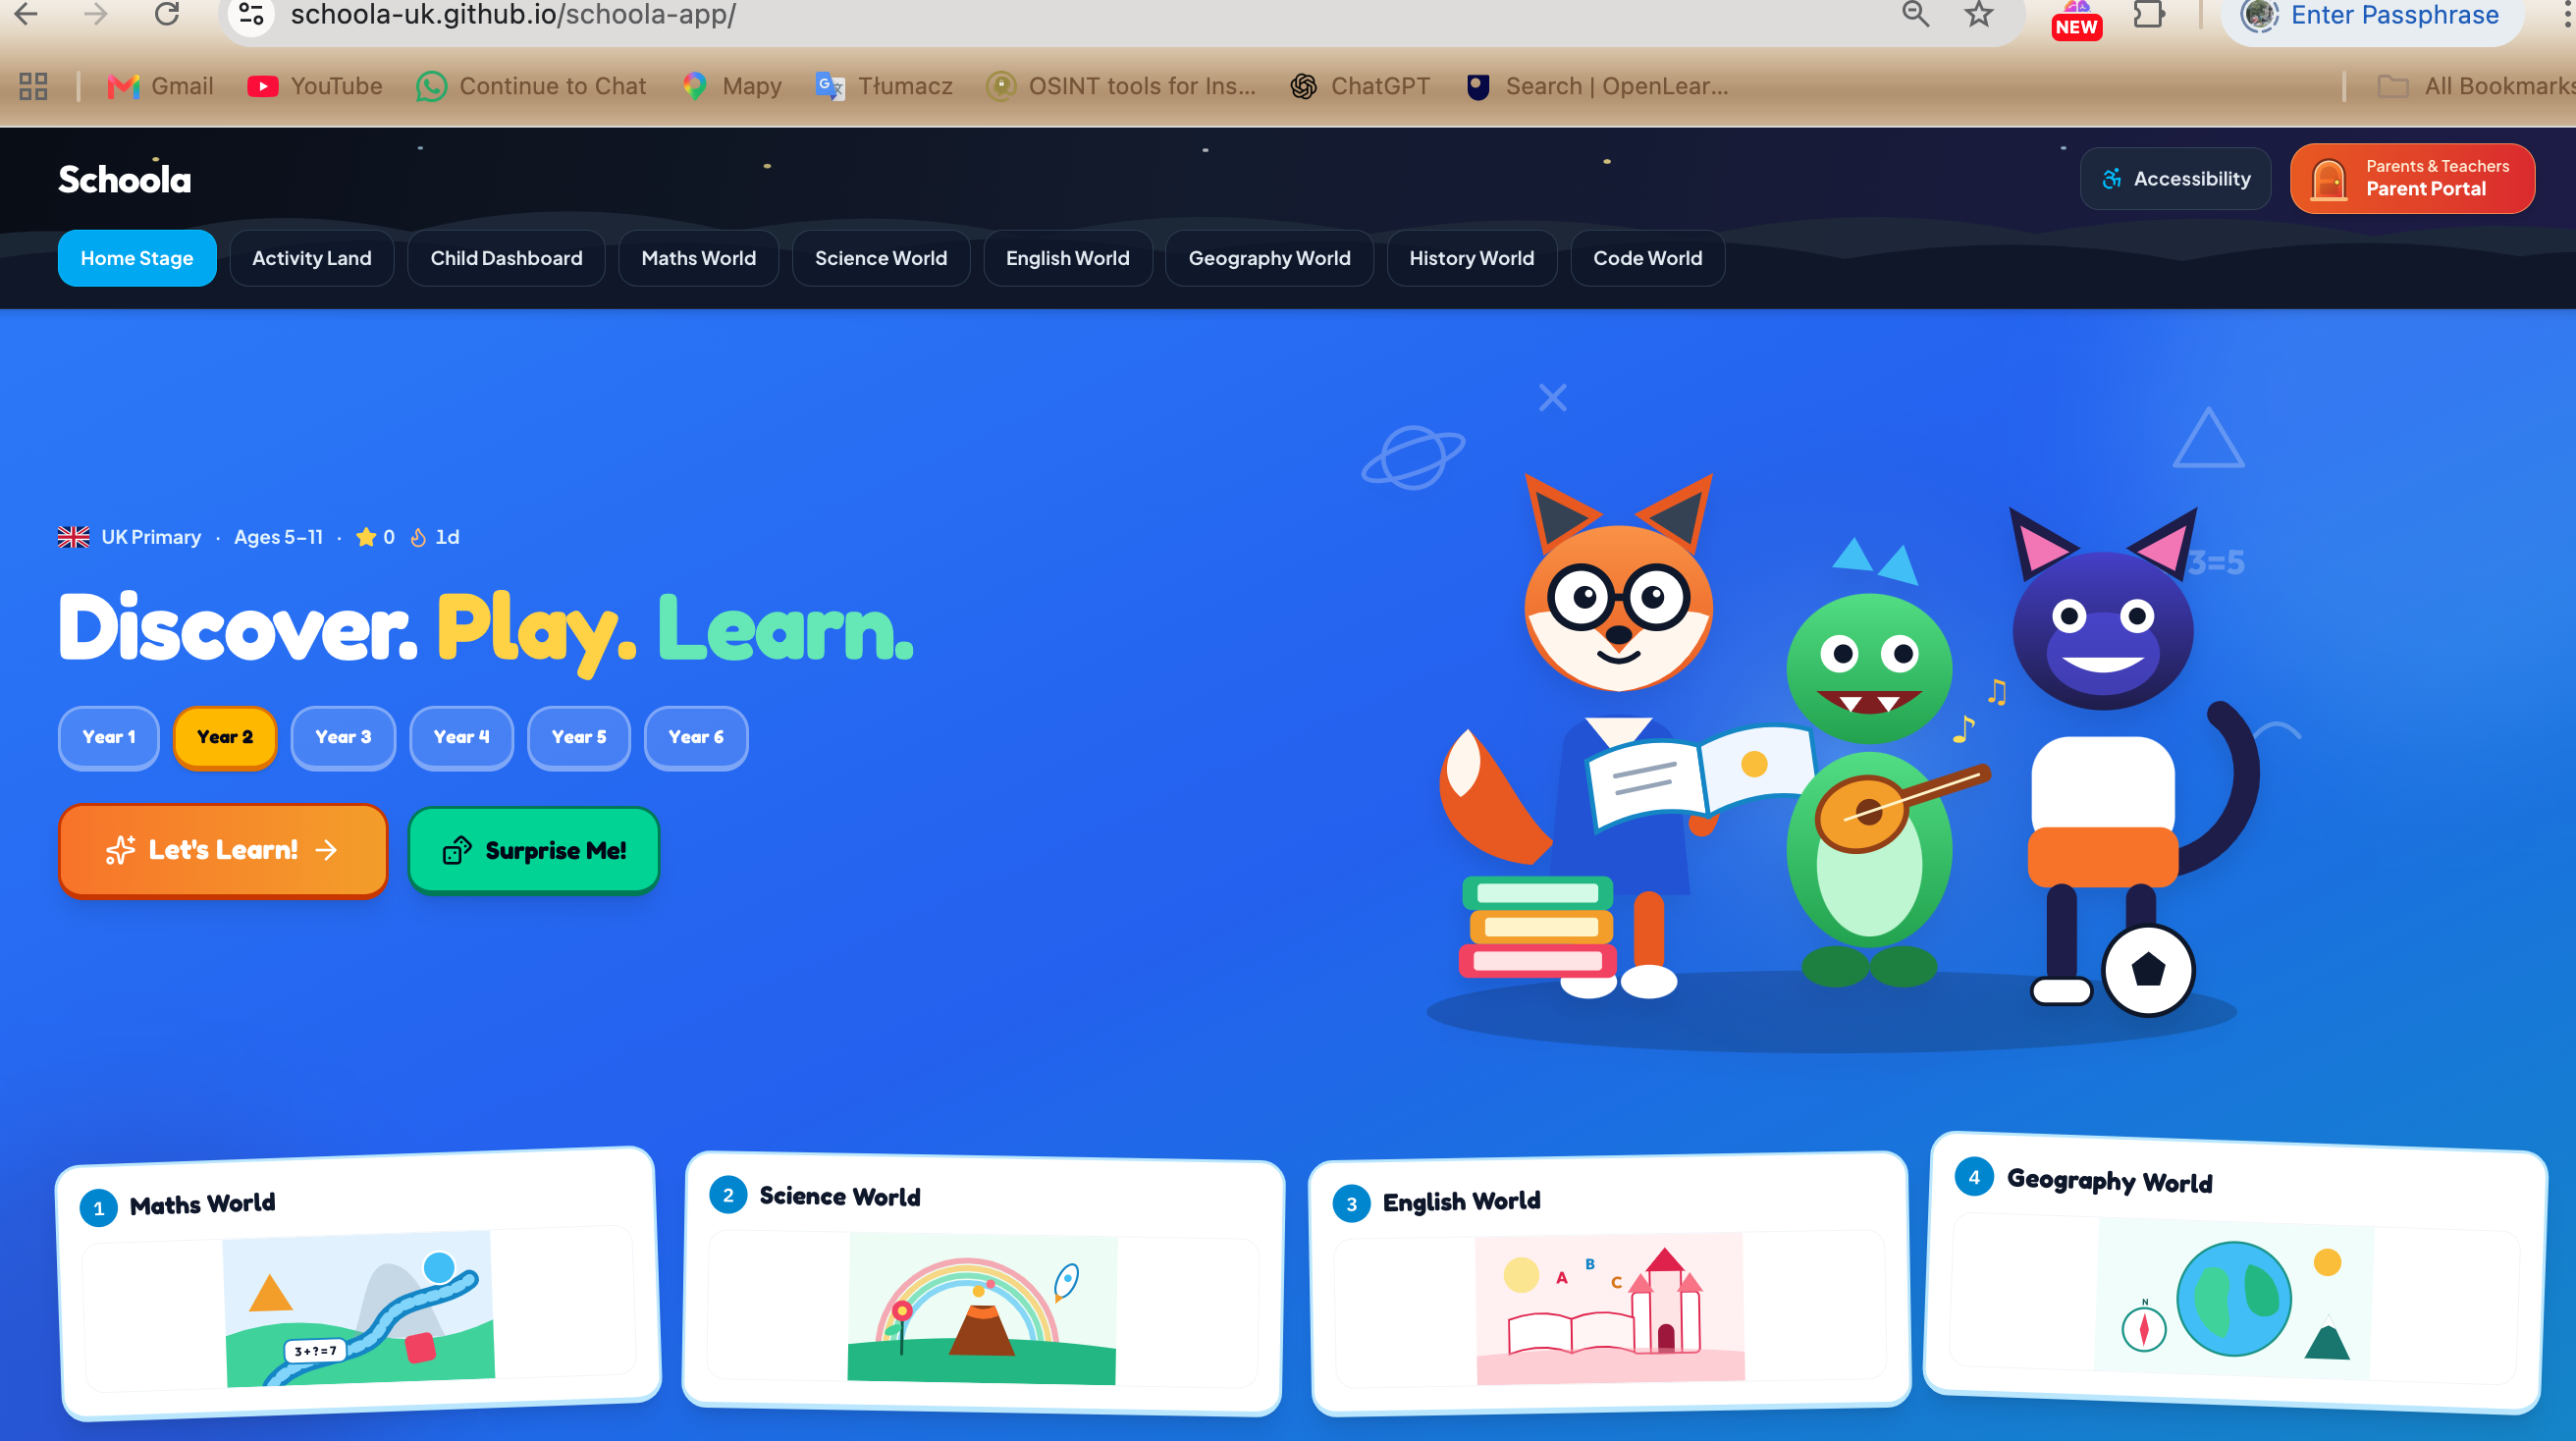 schoola-uk.github.io/schoola-app/
NEW
Enter Passphrase
Gmail
YouTube
Continue to Chat
Mapy
Tłumacz
OSINT tools for Ins...
ChatGPT
Search | OpenLear...
All Bookmarks
Schoola
Accessibility
Parents & Teachers
Parent Portal
Home Stage
Activity Land
Child Dashboard
Maths World
Science World
English World
Geography World
History World
Code World
UK Primary · Ages 5–11 · 0 1d
Discover. Play. Learn.
Year 1
Year 2
Year 3
Year 4
Year 5
Year 6
Let's Learn!
Surprise Me!
3=5
1 Maths World
3+?=7
2 Science World
3 English World
A B C
4 Geography World
N